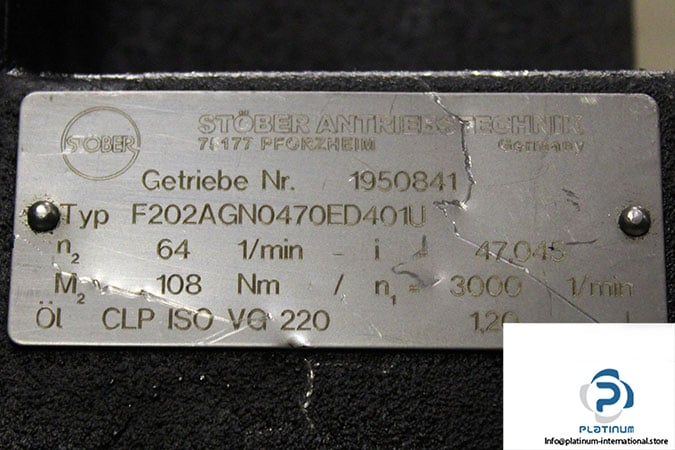 STÖBER
STÖBER ANTRIEBSTECHNIK
75177 PFORZHEIM Germany
Getriebe Nr. 1950841
Typ F202AGN0470ED401U
n₂ 64 1/min - i = 47.045
M₂ 108 Nm / n₁ = 3000 1/min
Öl CLP ISO VG 220 1,20 l
PLATINUM
Info@platinum-international.store